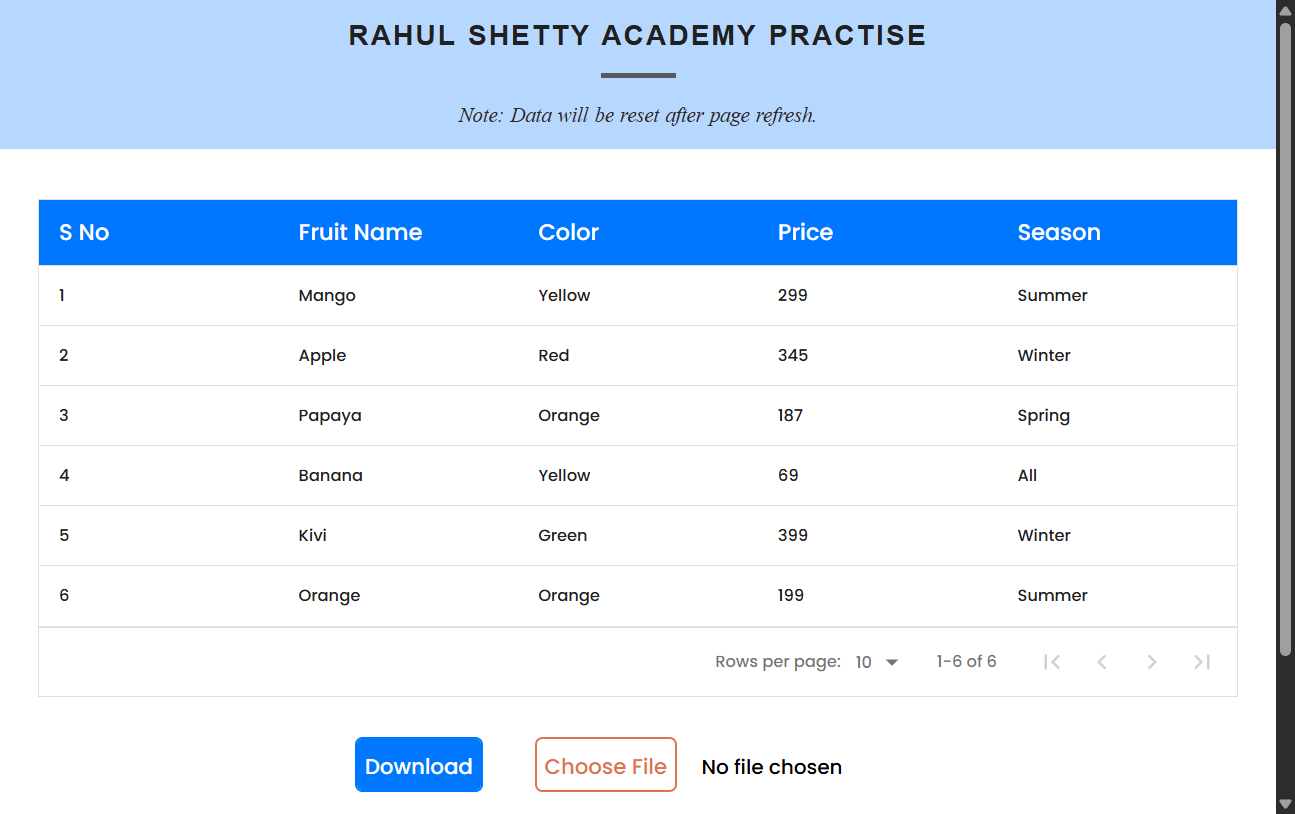 RAHUL SHETTY ACADEMY PRACTISE
Note: Data will be reset after page refresh.
S No Fruit Name Color Price Season
1 Mango Yellow 299 Summer
2 Apple Red 345 Winter
3 Papaya Orange 187 Spring
4 Banana Yellow 69 All
5 Kivi Green 399 Winter
6 Orange Orange 199 Summer
Rows per page: 10 1-6 of 6
Download Choose File No file chosen